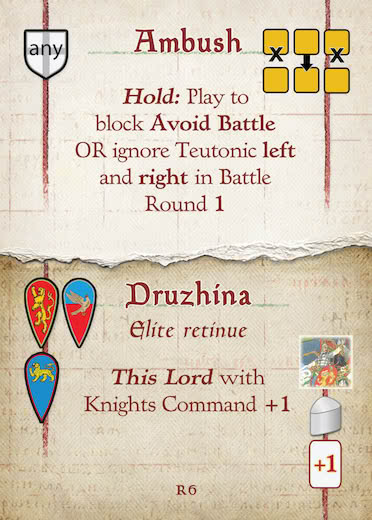 any
Ambush
X
X
Hold: Play to
block Avoid Battle
OR ignore Teutonic left
and right in Battle
Round 1
Druzhina
Elite retinue
This Lord with
Knights Command +1
+1
R6